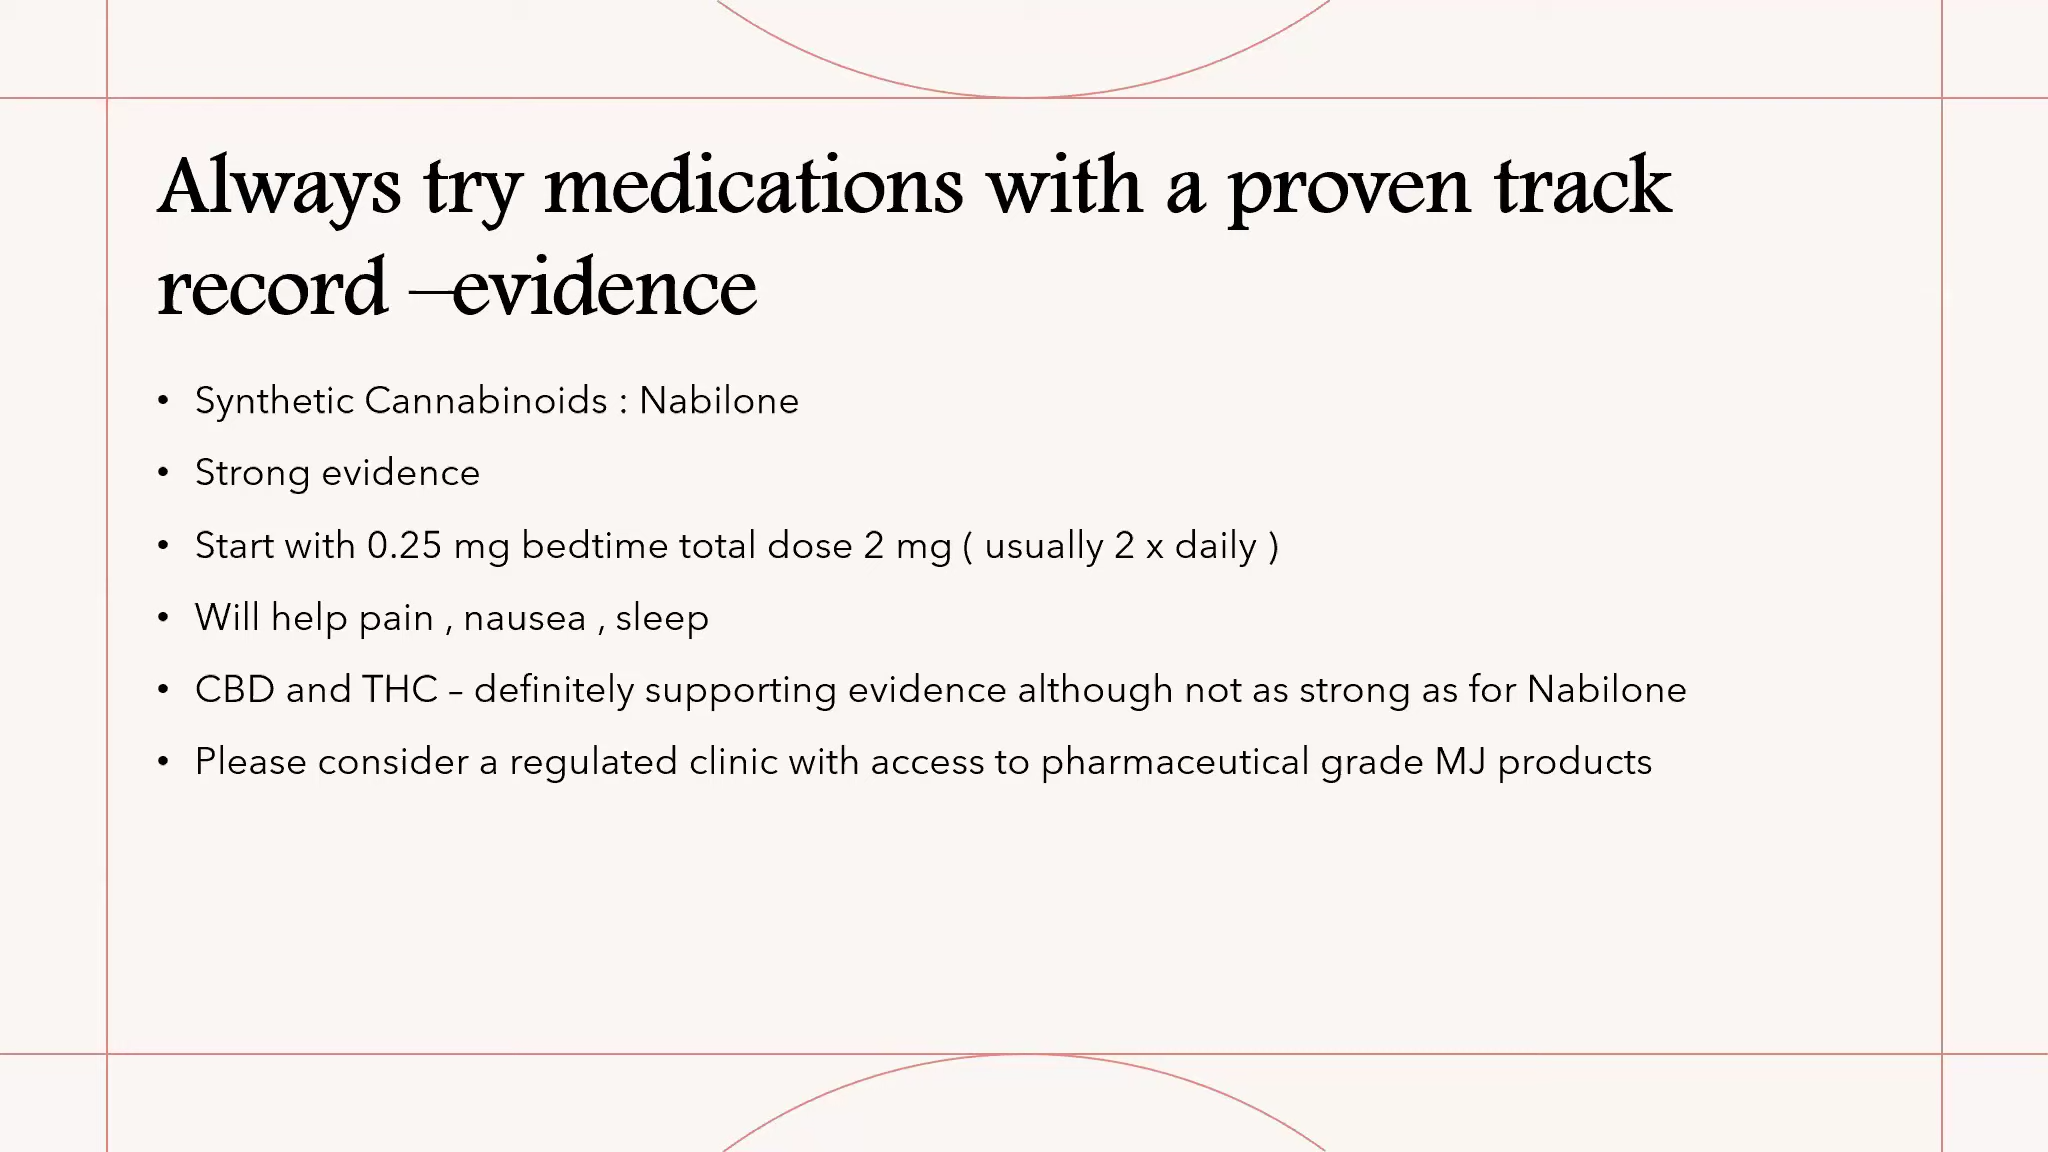 Always try medications with a proven track
record –evidence
• Synthetic Cannabinoids : Nabilone
• Strong evidence
• Start with 0.25 mg bedtime total dose 2 mg ( usually 2 x daily )
• Will help pain , nausea , sleep
• CBD and THC – definitely supporting evidence although not as strong as for Nabilone
• Please consider a regulated clinic with access to pharmaceutical grade MJ products